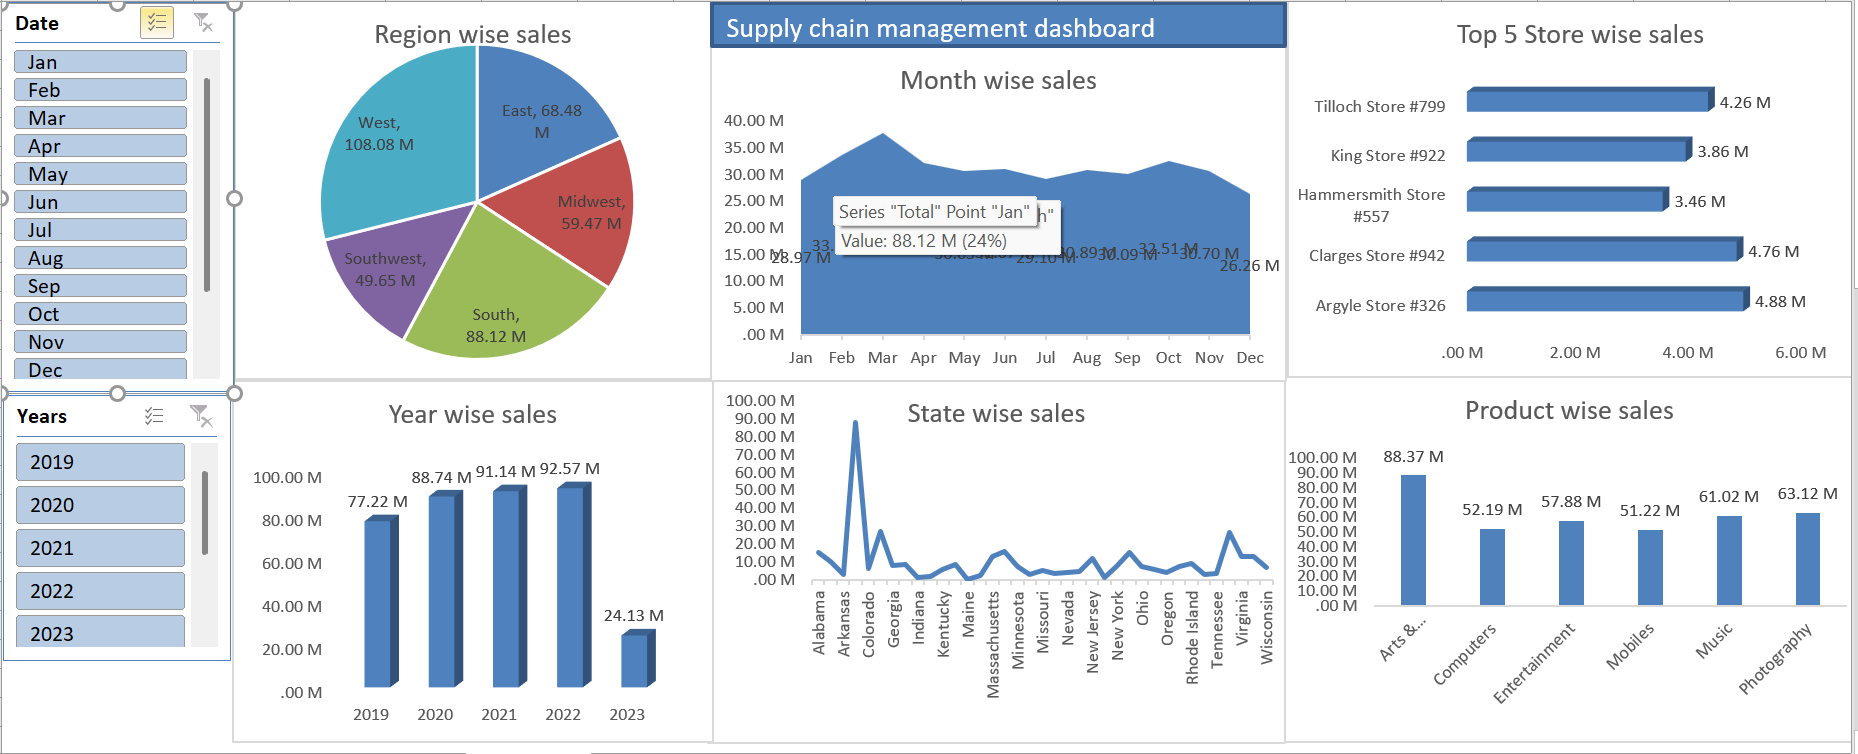 Date
Jan
Feb
Mar
Apr
May
Jun
Jul
Aug
Sep
Oct
Nov
Dec
Years
2019
2020
2021
2022
2023
Region wise sales
East, 68.48
M
West,
108.08 M
Midwest,
59.47 M
Southwest,
49.65 M
South,
88.12 M
Supply chain management dashboard
Month wise sales
40.00 M
35.00 M
30.00 M
25.00 M
20.00 M
15.00 M
10.00 M
5.00 M
.00 M
Series "Total" Point "Jan"
h"
Value: 88.12 M (24%)
28.97 M
33.
29.10 M
30.09 M
32.51 M
30.70 M
26.26 M
Jan Feb Mar Apr May Jun Jul Aug Sep Oct Nov Dec
Top 5 Store wise sales
Tilloch Store #799
4.26 M
King Store #922
3.86 M
Hammersmith Store
#557
3.46 M
Clarges Store #942
4.76 M
Argyle Store #326
4.88 M
.00 M 2.00 M 4.00 M 6.00 M
Year wise sales
100.00 M
80.00 M
60.00 M
40.00 M
20.00 M
.00 M
77.22 M
88.74 M
91.14 M
92.57 M
24.13 M
2019 2020 2021 2022 2023
State wise sales
100.00 M
90.00 M
80.00 M
70.00 M
60.00 M
50.00 M
40.00 M
30.00 M
20.00 M
10.00 M
.00 M
Alabama
Arkansas
Colorado
Georgia
Indiana
Kentucky
Maine
Massachusetts
Minnesota
Missouri
Nevada
New Jersey
New York
Ohio
Oregon
Rhode Island
Tennessee
Virginia
Wisconsin
Product wise sales
100.00 M
90.00 M
80.00 M
70.00 M
60.00 M
50.00 M
40.00 M
30.00 M
20.00 M
10.00 M
.00 M
88.37 M
52.19 M
57.88 M
51.22 M
61.02 M
63.12 M
Arts &...
Computers
Entertainment
Mobiles
Music
Photography